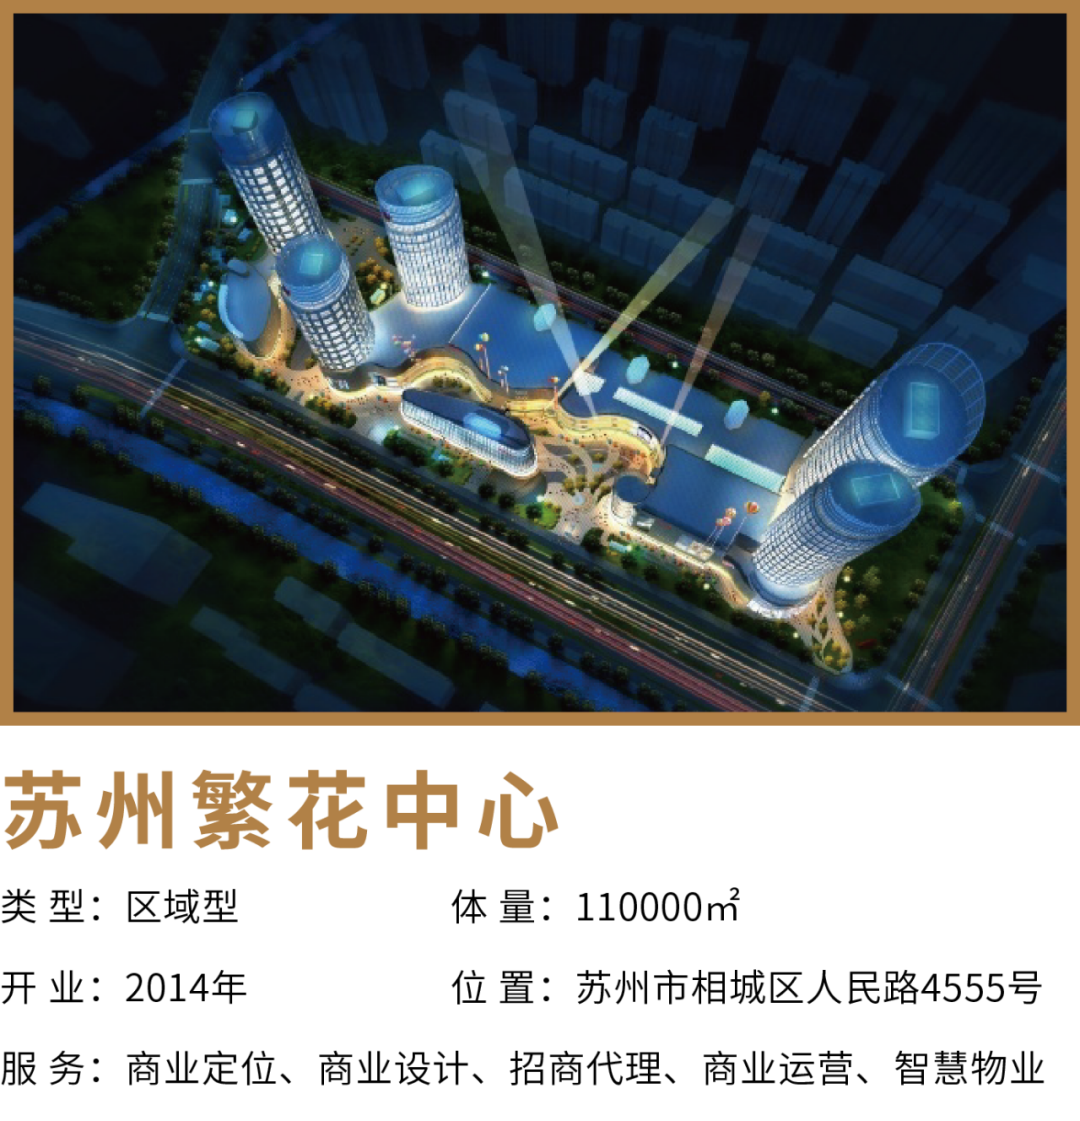 苏州繁花中心
类 型：区域型 体 量：110000㎡
开 业：2014年 位 置：苏州市相城区人民路4555号
服 务：商业定位、商业设计、招商代理、商业运营、智慧物业